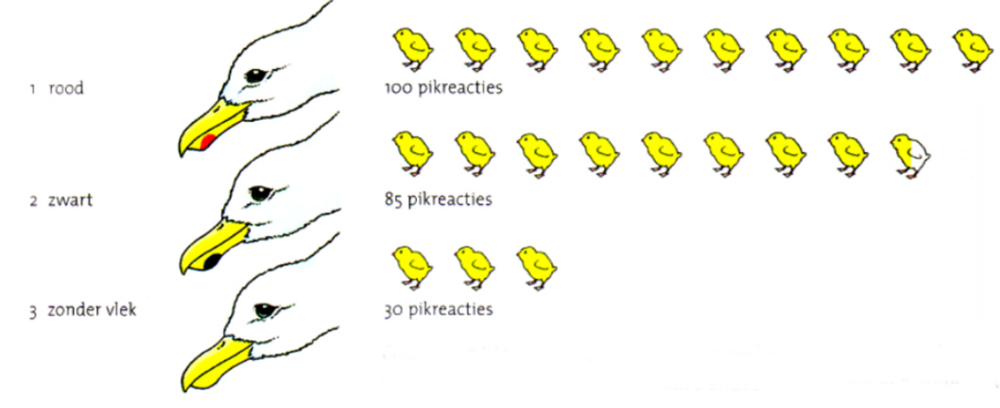 1 rood
100 pikreacties
2 zwart
85 pikreacties
3 zonder vlek
30 pikreacties